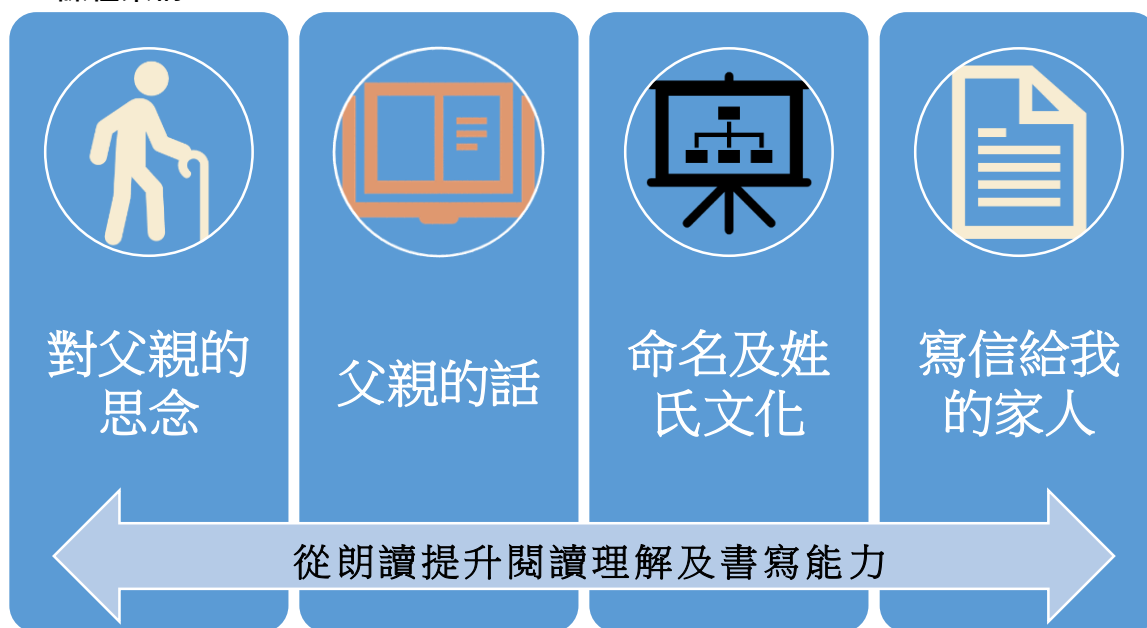 對父親的
思念
父親的話
命名及姓
氏文化
寫信給我
的家人
從朗讀提升閱讀理解及書寫能力